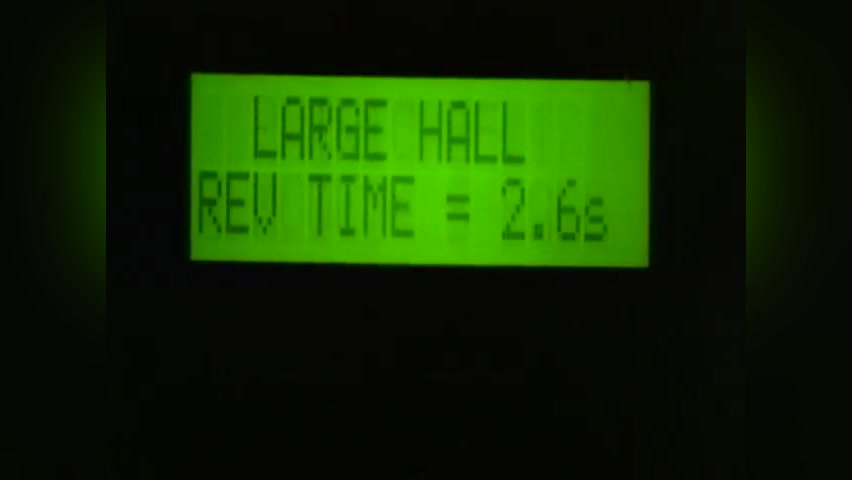 LARGE HALL
REV TIME = 2.6s